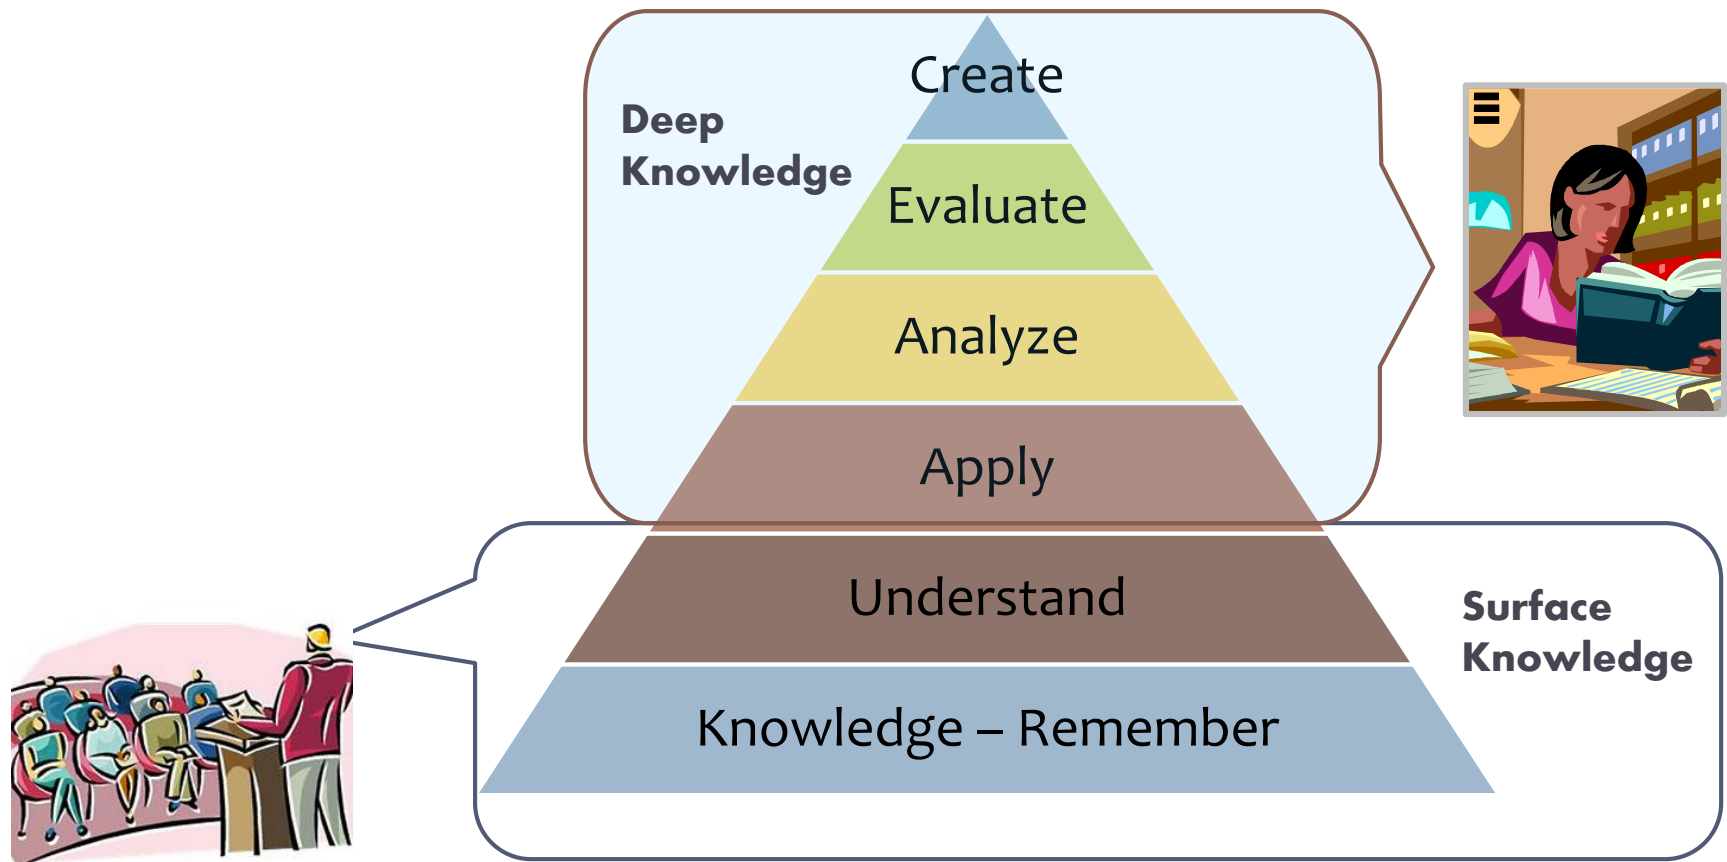 Create
Deep
Knowledge
Evaluate
Analyze
Apply
Understand
Surface
Knowledge
Knowledge – Remember